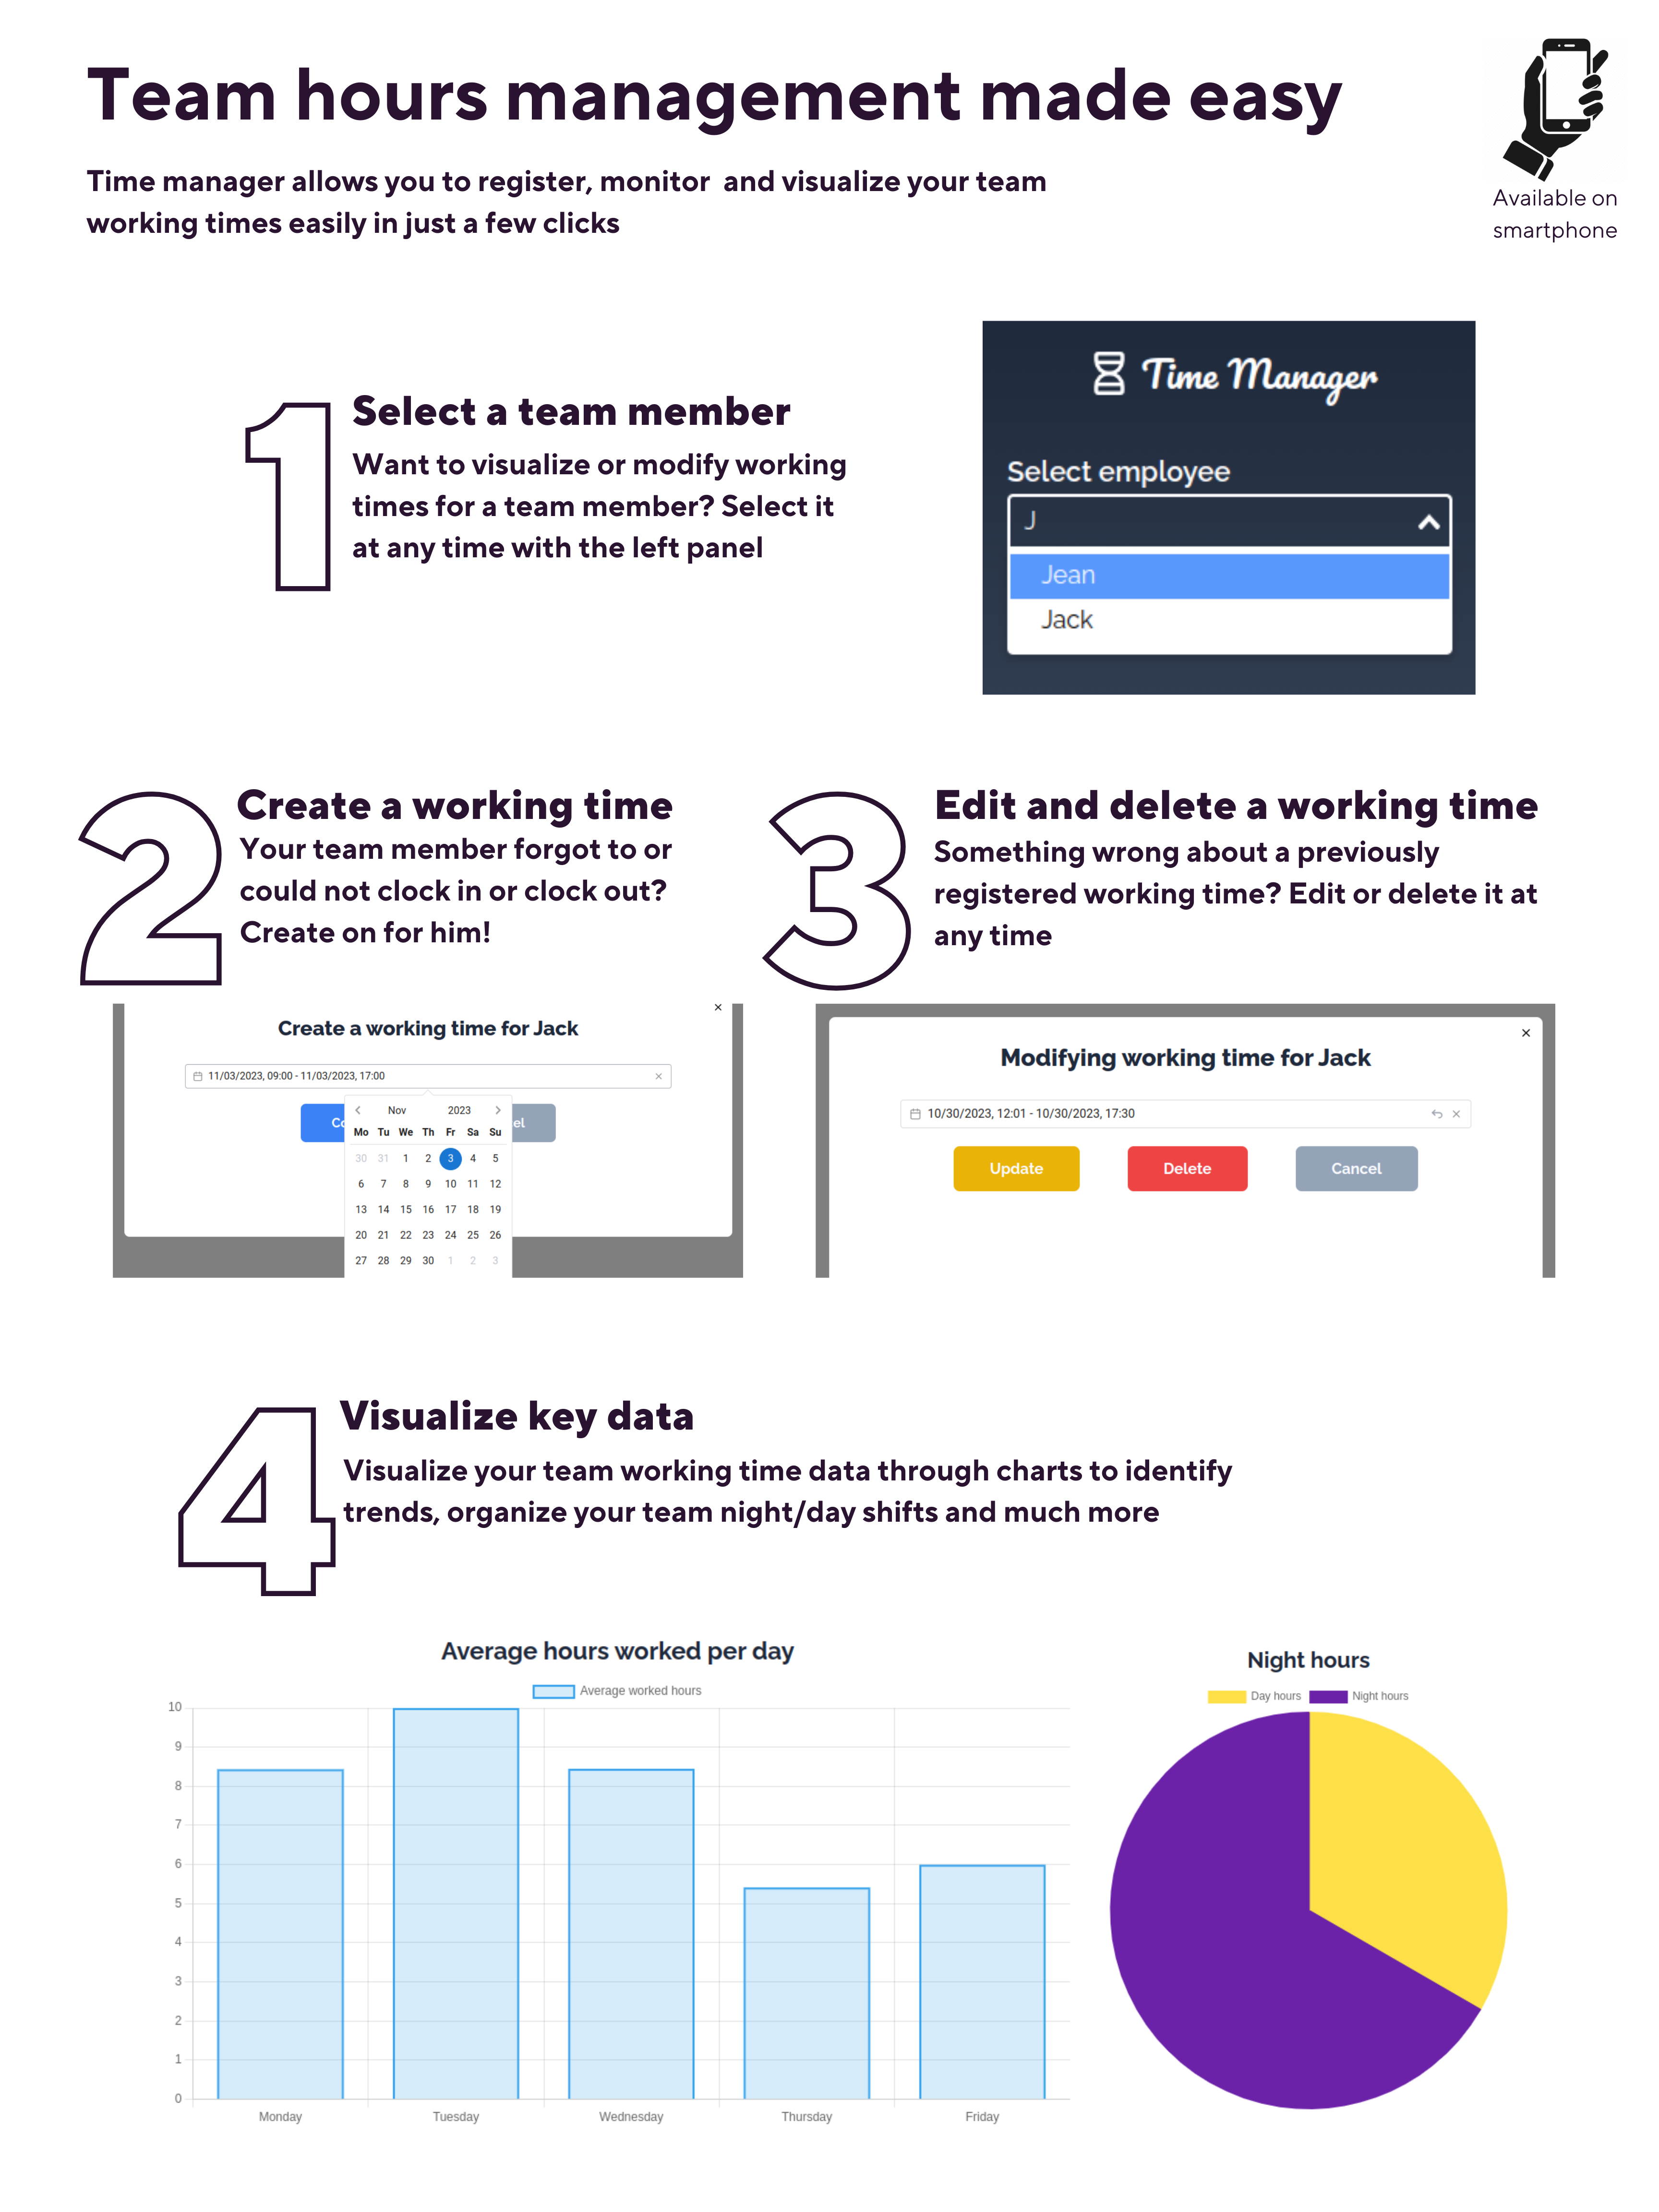 Team hours management made easy
Time manager allows you to register, monitor and visualize your team
working times easily in just a few clicks
Available on
smartphone
1
Select a team member
Want to visualize or modify working
times for a team member? Select it
at any time with the left panel
Time Manager
Select employee
J
Jean
Jack
2
Create a working time
Your team member forgot to or
could not clock in or clock out?
Create on for him!
Create a working time for Jack
11/03/2023, 09:00 - 11/03/2023, 17:00
Nov 2023
Mo Tu We Th Fr Sa Su
30 31 1 2 3 4 5
6 7 8 9 10 11 12
13 14 15 16 17 18 19
20 21 22 23 24 25 26
27 28 29 30 1 2 3
3
Edit and delete a working time
Something wrong about a previously
registered working time? Edit or delete it at
any time
Modifying working time for Jack
10/30/2023, 12:01 - 10/30/2023, 17:30
Update Delete Cancel
4
Visualize key data
Visualize your team working time data through charts to identify
trends, organize your team night/day shifts and much more
Average hours worked per day
Average worked hours
10
9
8
7
6
5
4
3
2
1
0
Monday Tuesday Wednesday Thursday Friday
Night hours
Day hours Night hours